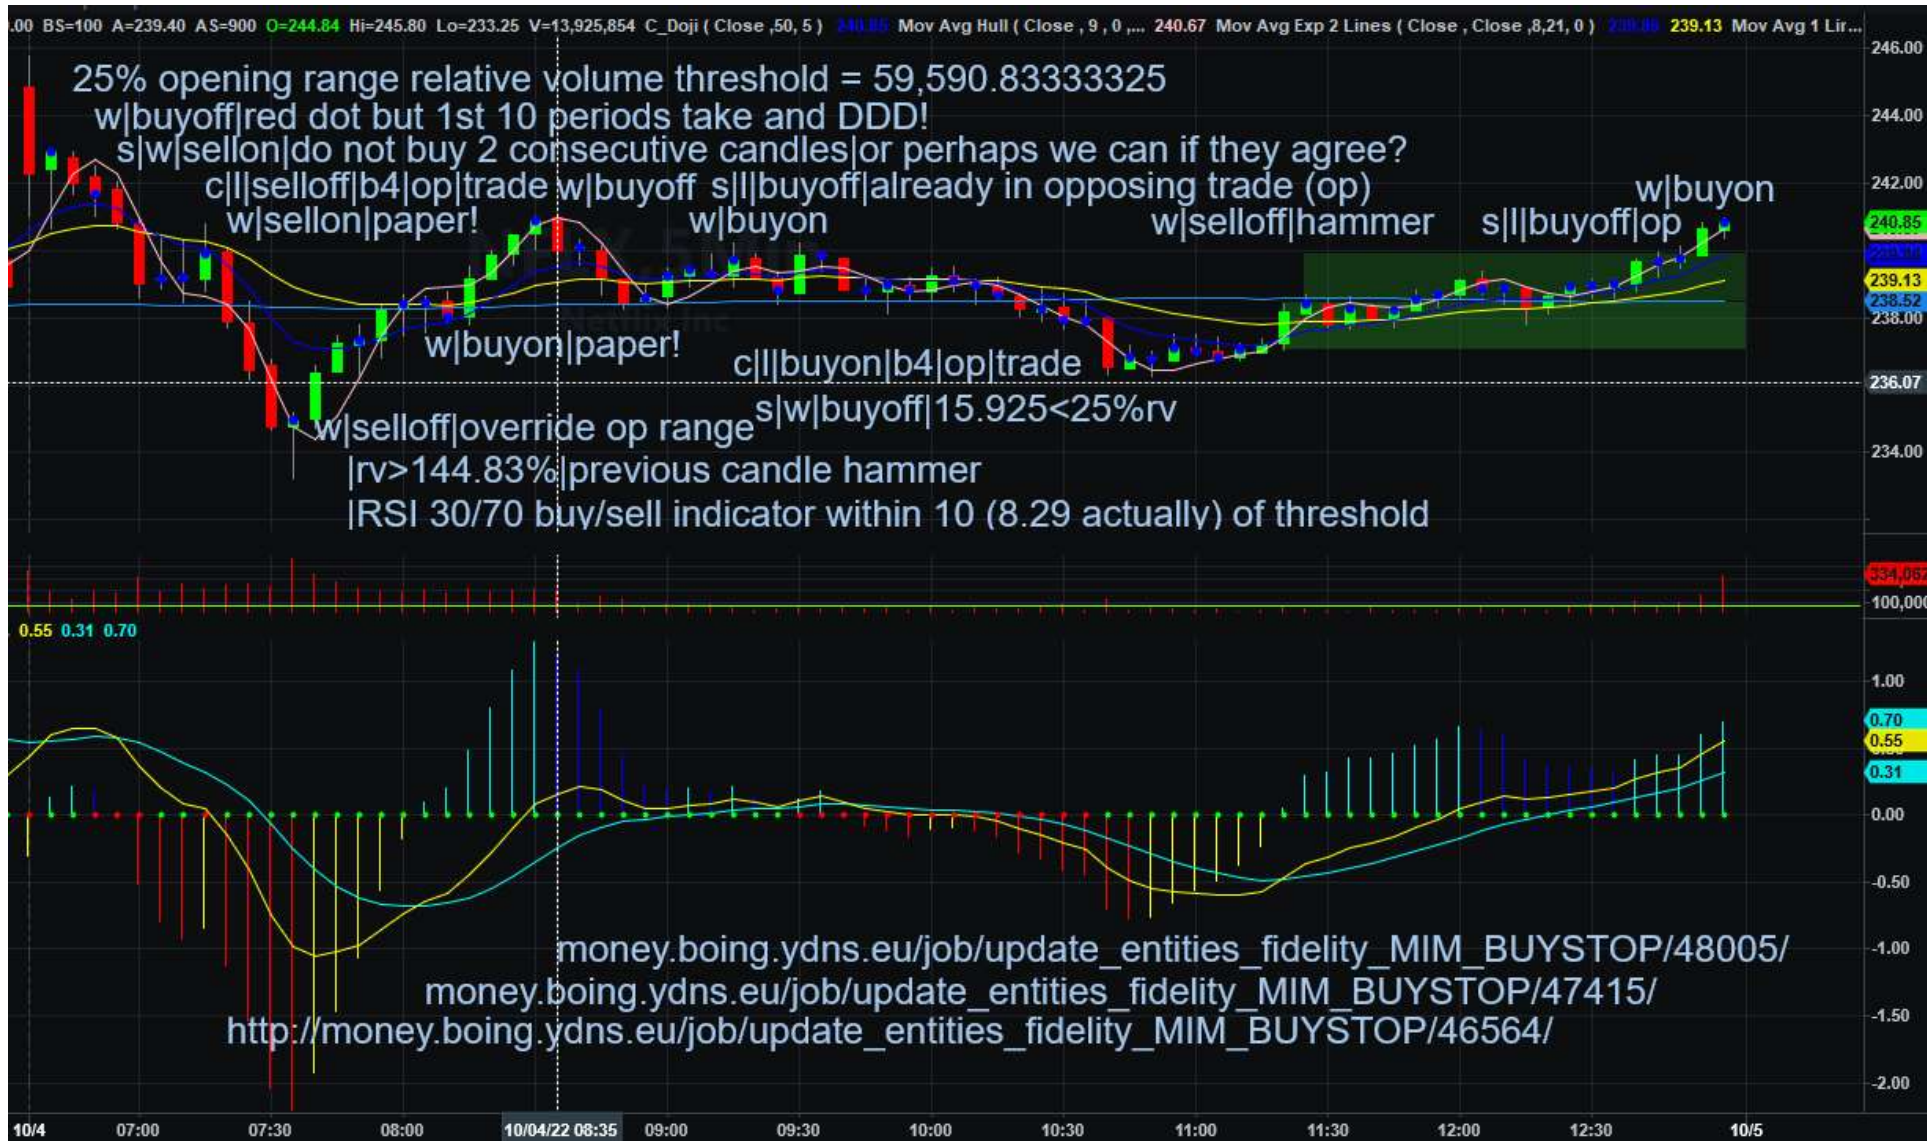 .00 BS=100 A=239.40 AS=900 O=244.84 Hi=245.80 Lo=233.25 V=13,925,854 C_Doji ( Close ,50, 5 ) 240.85 Mov Avg Hull ( Close , 9 , 0 ,... 240.67 Mov Avg Exp 2 Lines ( Close , Close ,8,21, 0 ) 239.13 Mov Avg 1 Lir...
246.00
25% opening range relative volume threshold = 59,590.83333325
w|buyoff|red dot but 1st 10 periods take and DDD!
244.00
s|w|sellon|do not buy 2 consecutive candles|or perhaps we can if they agree?
c|l|selloff|b4|op|trade w|buyoff s|l|buyoff|already in opposing trade (op) w|buyon
242.00
w|sellon|paper! w|buyon w|selloff|hammer s|l|buyoff|op
240.85
239.13
238.52
238.00
Netflix Inc
w|buyon|paper!
c|l|buyon|b4|op|trade
236.07
s|w|buyoff|15.925<25%rv
w|selloff|override op range
234.00
|rv>144.83%|previous candle hammer
|RSI 30/70 buy/sell indicator within 10 (8.29 actually) of threshold
334,062
100,000
0.55 0.31 0.70
1.00
0.70
0.55
0.31
0.00
-0.50
money.boing.ydns.eu/job/update_entities_fidelity_MIM_BUYSTOP/48005/
-1.00
money.boing.ydns.eu/job/update_entities_fidelity_MIM_BUYSTOP/47415/
-1.50
http://money.boing.ydns.eu/job/update_entities_fidelity_MIM_BUYSTOP/46564/
-2.00
10/4 07:00 07:30 08:00 10/04/22 08:35 09:00 09:30 10:00 10:30 11:00 11:30 12:00 12:30 10/5